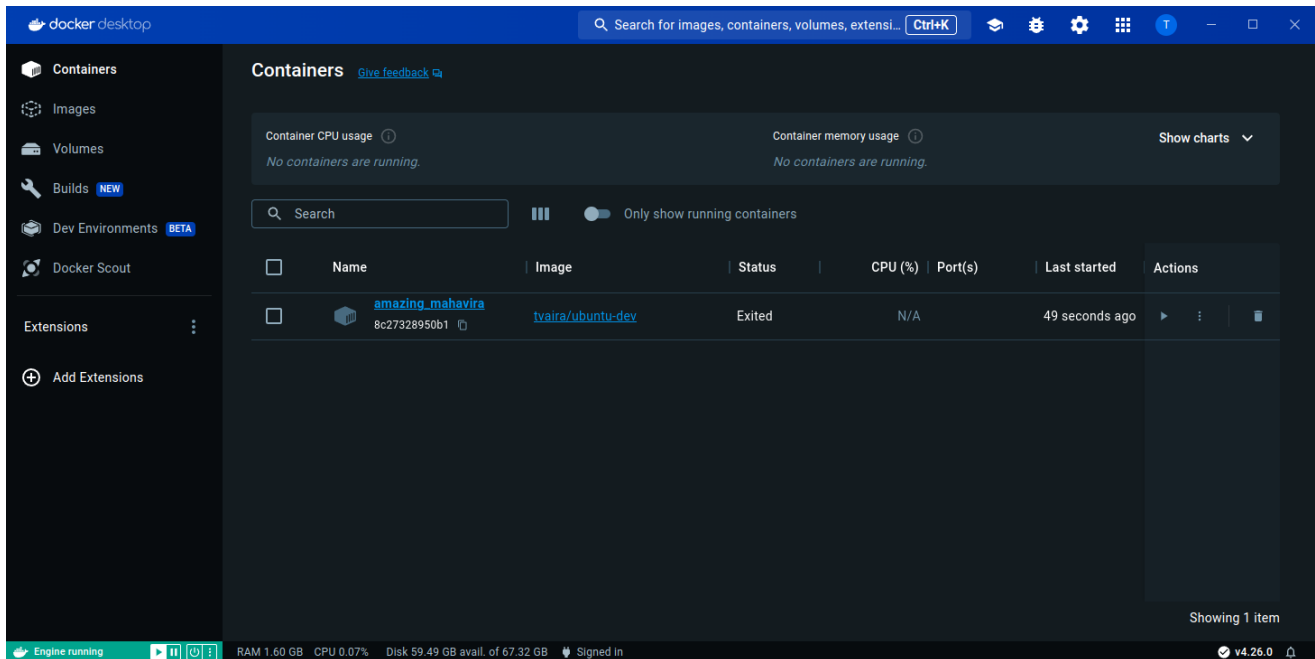 docker desktop
Search for images, containers, volumes, extensi... Ctrl+K
T
Containers
Images
Volumes
Builds NEW
Dev Environments BETA
Docker Scout
Extensions
Add Extensions
Containers Give feedback
Container CPU usage
No containers are running.
Container memory usage
No containers are running.
Show charts
Search
Only show running containers
Name Image Status CPU (%) Port(s) Last started Actions
amazing_mahavira
8c27328950b1
tvaira/ubuntu-dev Exited N/A 49 seconds ago
Showing 1 item
Engine running RAM 1.60 GB CPU 0.07% Disk 59.49 GB avail. of 67.32 GB Signed in v4.26.0